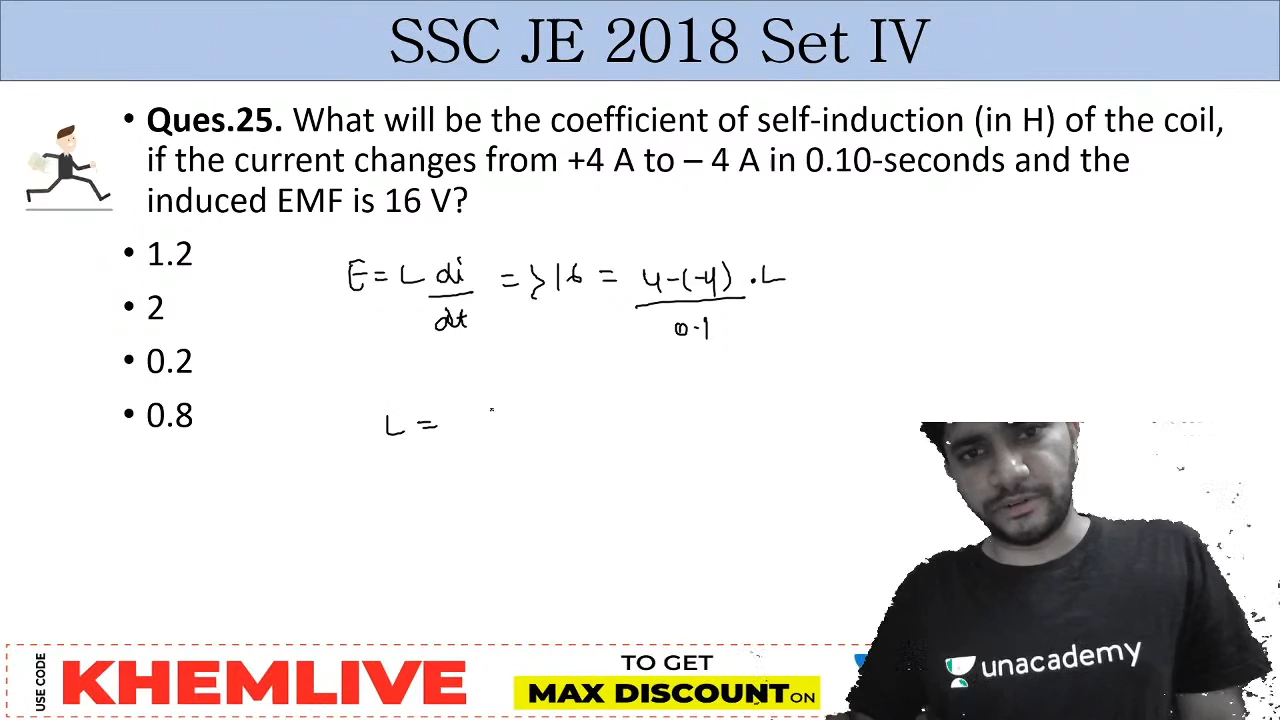 SSC JE 2018 Set IV
• Ques.25. What will be the coefficient of self-induction (in H) of the coil,
if the current changes from +4 A to – 4 A in 0.10-seconds and the
induced EMF is 16 V?
• 1.2
• 2
• 0.2
• 0.8
E = L di/dt => 16 = 4-(-4)/0.1 . L
L =
unacademy
USE CODE
KHEMLIVE
TO GET
MAX DISCOUNT ON